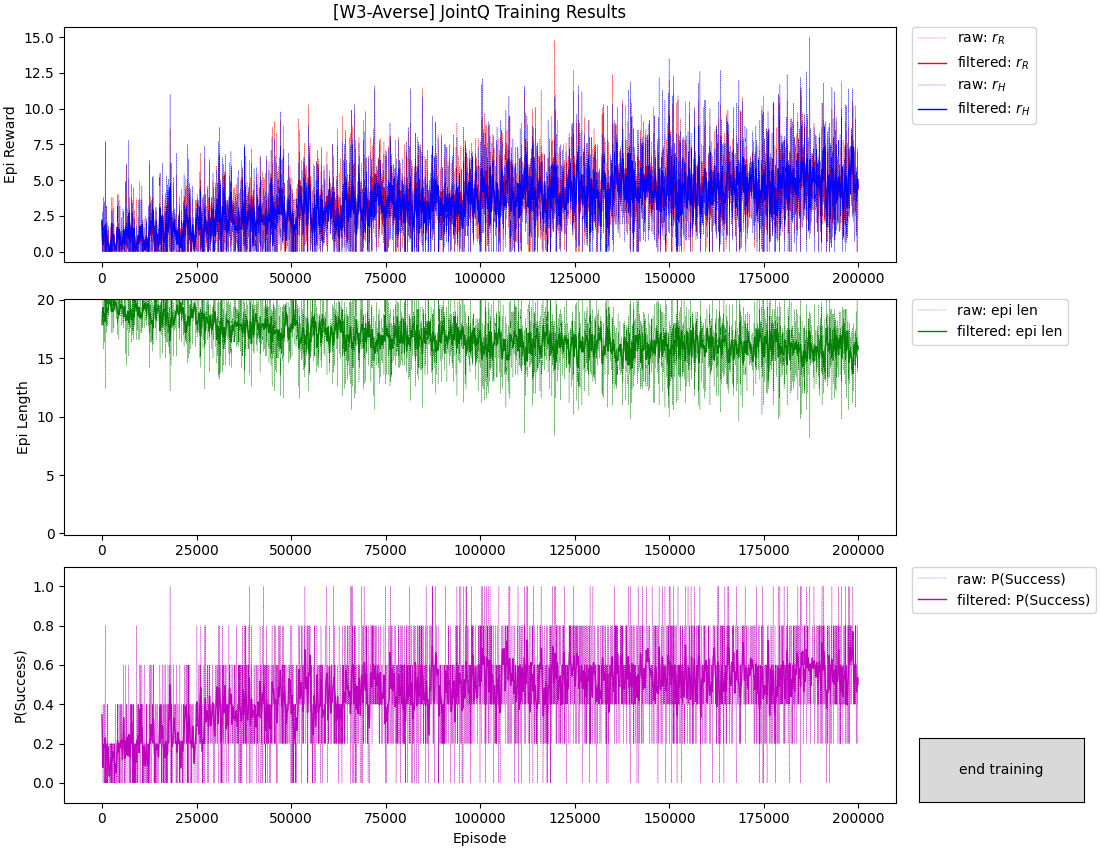 [W3-Averse] JointQ Training Results
Epi Reward
15.0
12.5
10.0
7.5
5.0
2.5
0.0
0 25000 50000 75000 100000 125000 150000 175000 200000
raw: r_R
filtered: r_R
raw: r_H
filtered: r_H
Epi Length
20
15
10
5
0
0 25000 50000 75000 100000 125000 150000 175000 200000
raw: epi len
filtered: epi len
P(Success)
1.0
0.8
0.6
0.4
0.2
0.0
0 25000 50000 75000 100000 125000 150000 175000 200000
Episode
raw: P(Success)
filtered: P(Success)
end training